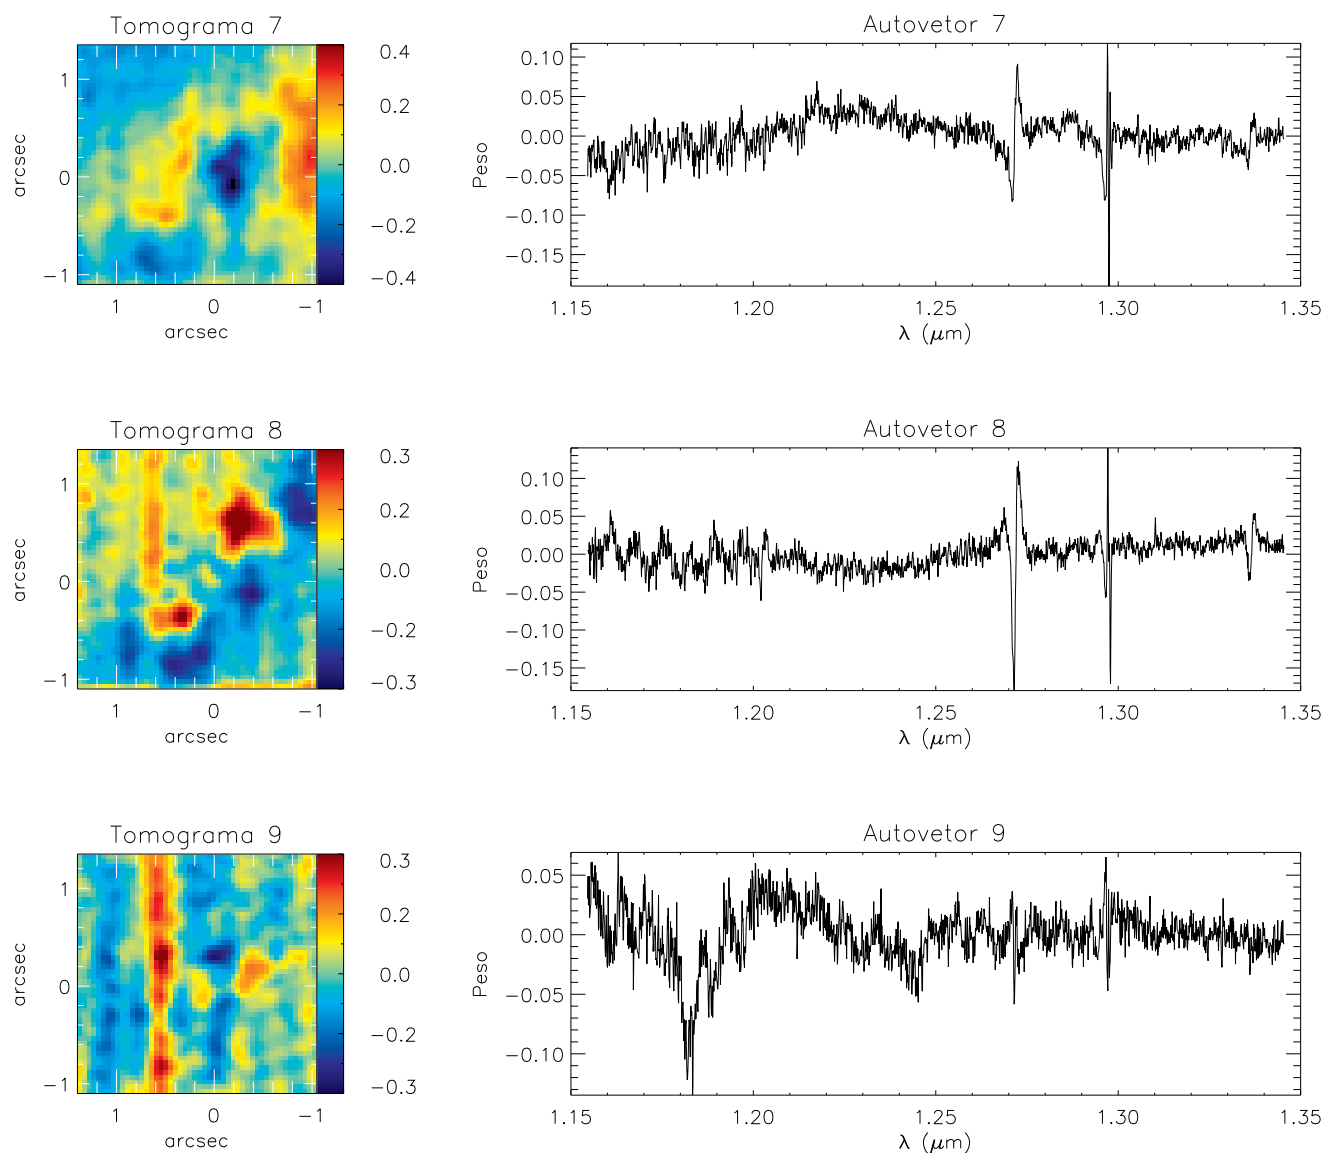 Tomograma 7
Autovetor 7
arcsec
1
0
−1
1 0 −1
arcsec
0.4
0.2
0.0
−0.2
−0.4
Peso
0.10
0.05
0.00
−0.05
−0.10
−0.15
1.15 1.20 1.25 1.30 1.35
λ (μm)
Tomograma 8
Autovetor 8
arcsec
1
0
−1
1 0 −1
arcsec
0.3
0.2
0.0
−0.2
−0.3
Peso
0.10
0.05
0.00
−0.05
−0.10
−0.15
1.15 1.20 1.25 1.30 1.35
λ (μm)
Tomograma 9
Autovetor 9
arcsec
1
0
−1
1 0 −1
arcsec
0.3
0.2
0.0
−0.2
−0.3
Peso
0.05
0.00
−0.05
−0.10
1.15 1.20 1.25 1.30 1.35
λ (μm)